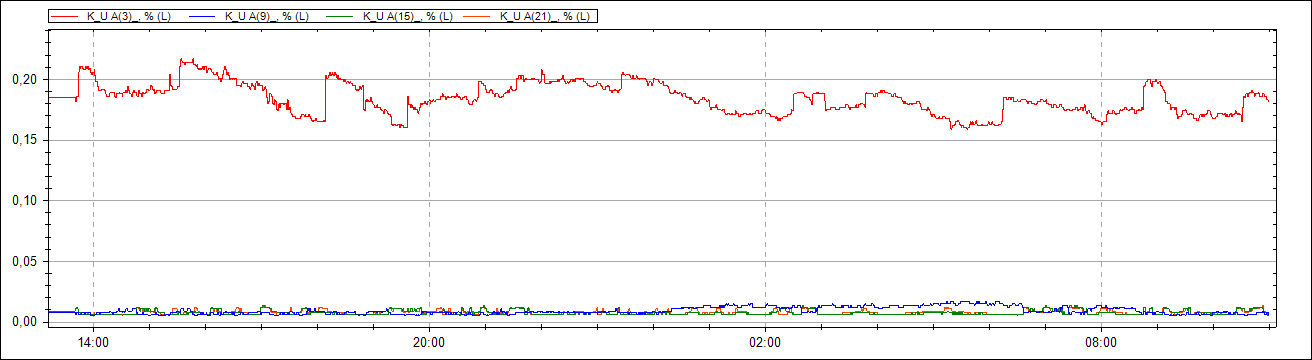 K_U A(3)_, % (L) K_U A(9)_, % (L) K_U A(15)_, % (L) K_U A(21)_, % (L)
0,20
0,15
0,10
0,05
0,00
14:00 20:00 02:00 08:00